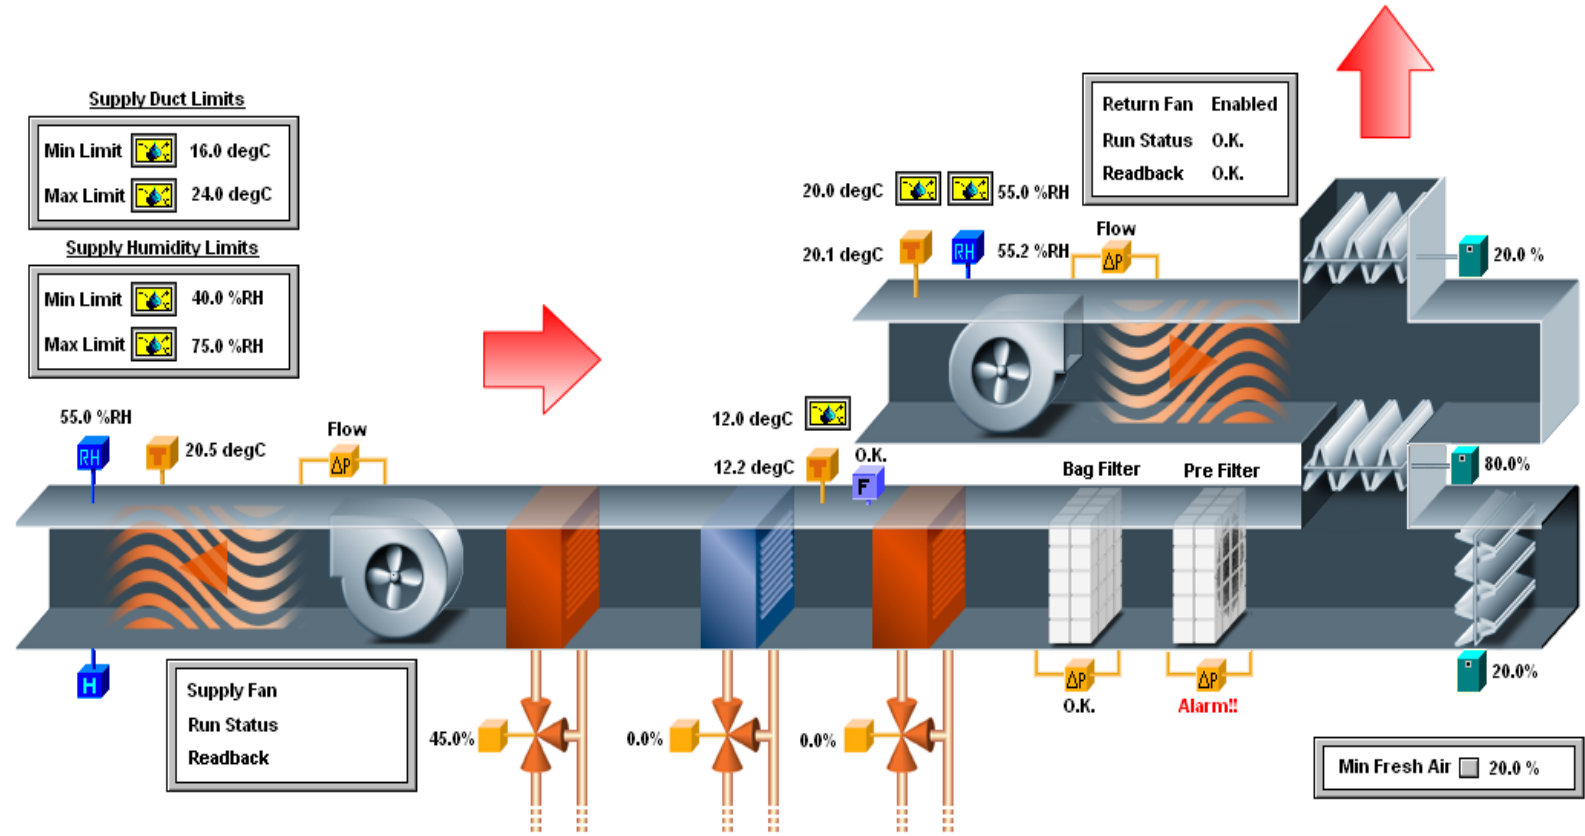 Supply Duct Limits
Min Limit 16.0 degC
Max Limit 24.0 degC
Supply Humidity Limits
Min Limit 40.0 %RH
Max Limit 75.0 %RH
Return Fan Enabled
Run Status O.K.
Readback O.K.
20.0 degC 55.0 %RH
Flow
20.1 degC T RH 55.2 %RH ΔP
20.0 %
55.0 %RH
RH T 20.5 degC
Flow
ΔP
12.0 degC
12.2 degC T
O.K.
F
Bag Filter
Pre Filter
80.0%
H
Supply Fan
Run Status
Readback
45.0%
0.0%
0.0%
ΔP
O.K.
ΔP
Alarm!!
20.0%
Min Fresh Air 20.0 %